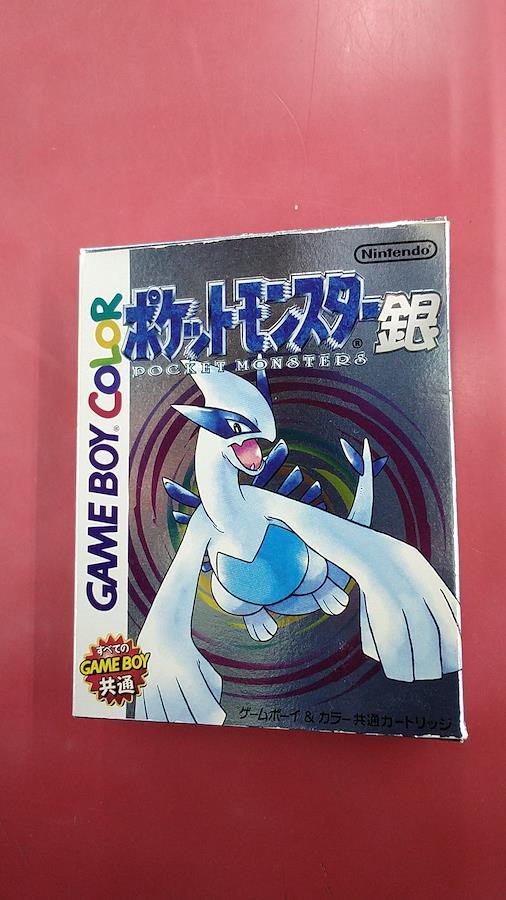 Nintendo
ポケットモンスター銀
®
POCKET MONSTERS
GAME BOY® COLOR
すべての
GAME BOY
共通
ゲームボーイ&カラー共通カートリッジ